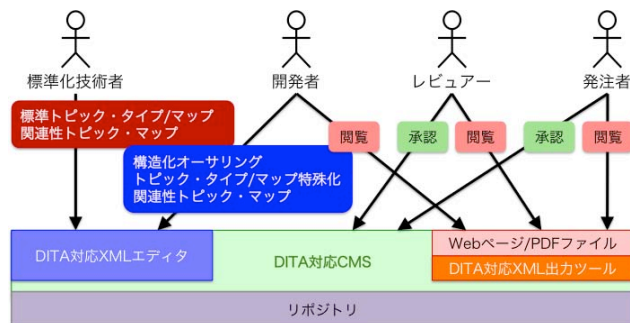 標準化技術者
開発者
レビュアー
発注者
標準トピック・タイプ/マップ
関連性トピック・マップ
構造化オーサリング
トピック・タイプ/マップ特殊化
関連性トピック・マップ
閲覧
承認
閲覧
承認
閲覧
DITA対応XMLエディタ
DITA対応CMS
Webページ/PDFファイル
DITA対応XML出力ツール
リポジトリ